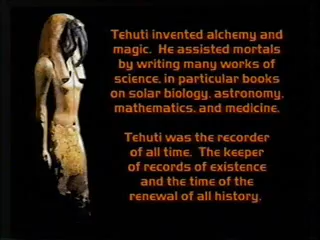 Tehuti invented alchemy and
magic. He assisted mortals
by writing many works of
science, in particular books
on solar biology, astronomy,
mathematics, and medicine.
Tehuti was the recorder
of all time. The keeper
of records of existence
and the time of the
renewal of all history.